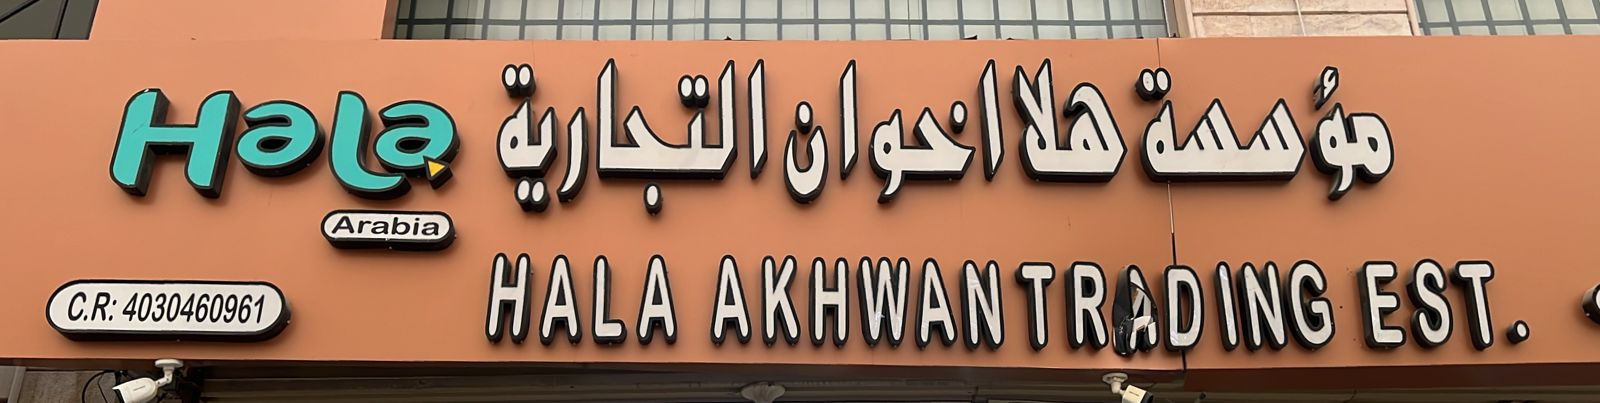 Hala
Arabia
مؤسسة هلا اخوان التجارية
HALA AKHWAN TRADING EST.
C.R: 4030460961